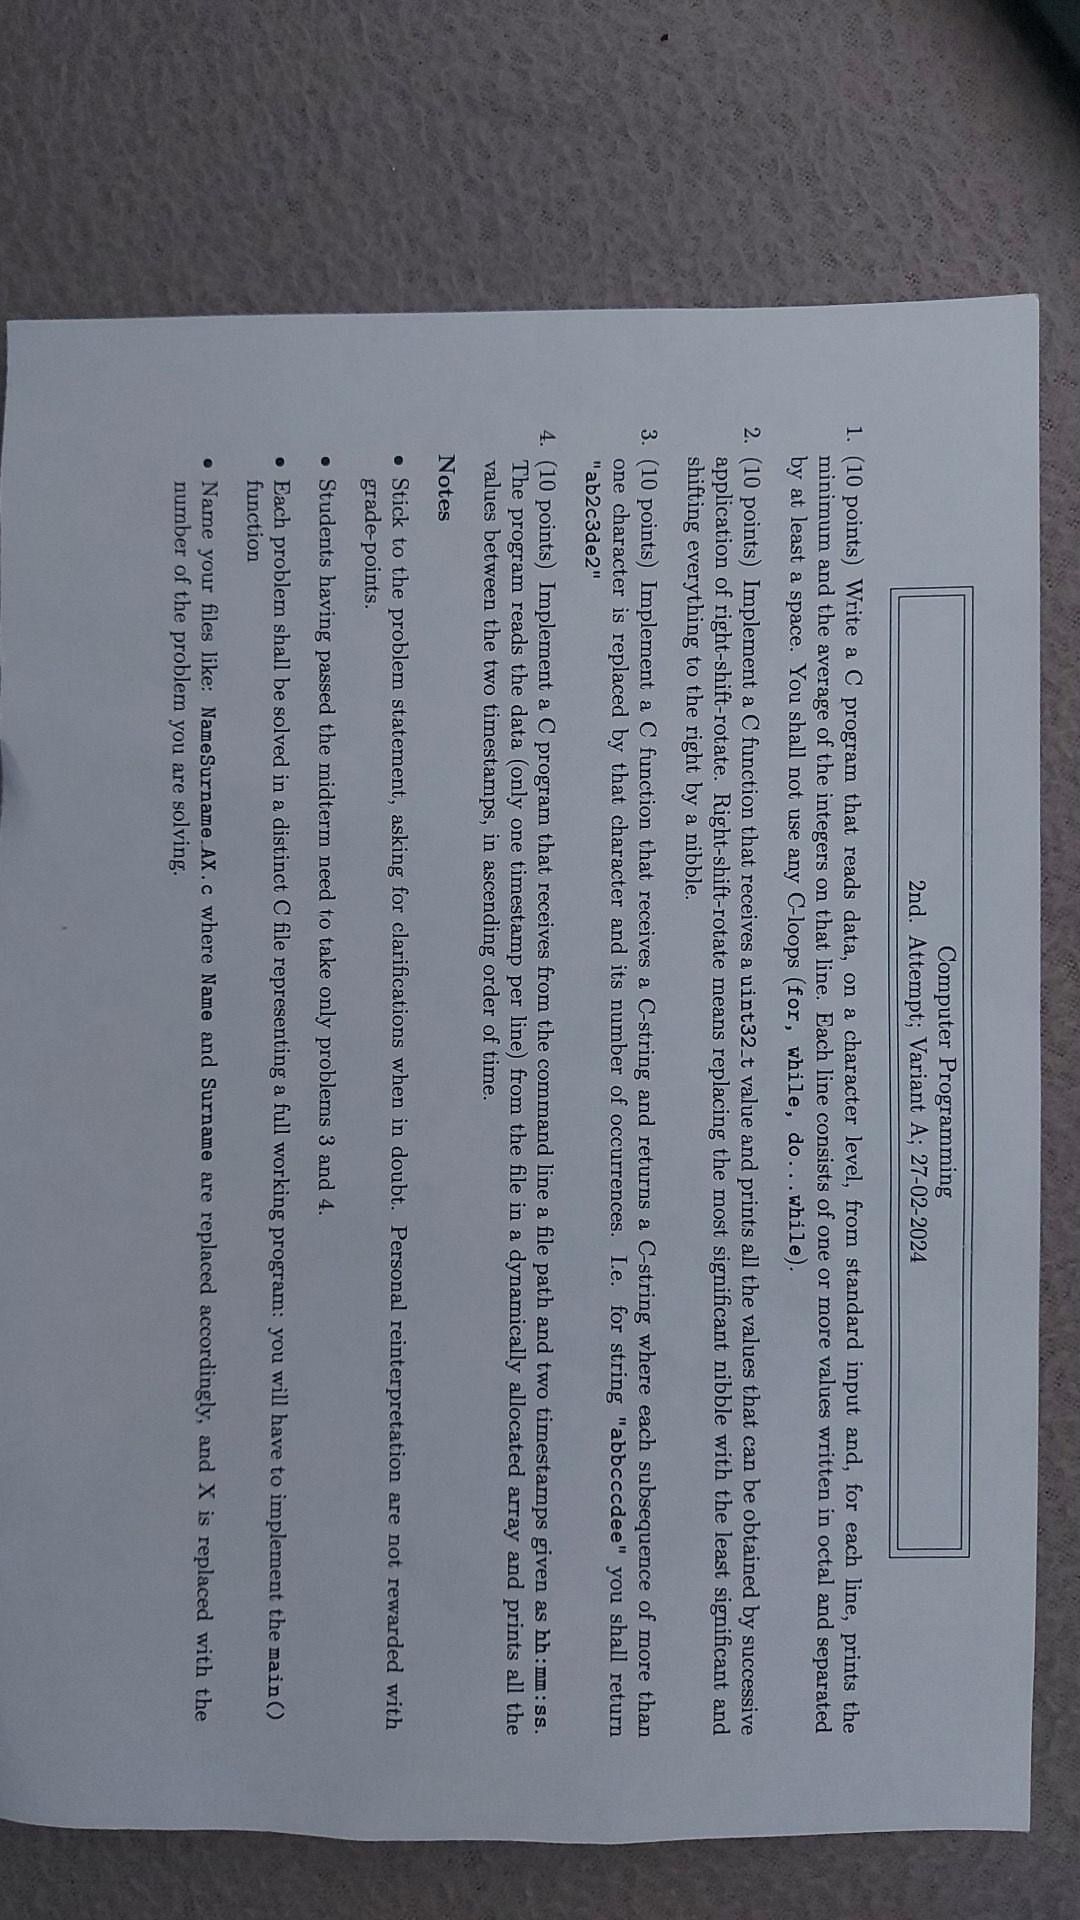 Computer Programming
2nd. Attempt; Variant A; 27-02-2024
1. (10 points) Write a C program that reads data, on a character level, from standard input and, for each line, prints the
minimum and the average of the integers on that line. Each line consists of one or more values written in octal and separated
by at least a space. You shall not use any C-loops (for, while, do...while).
2. (10 points) Implement a C function that receives a uint32_t value and prints all the values that can be obtained by successive
application of right-shift-rotate. Right-shift-rotate means replacing the most significant nibble with the least significant and
shifting everything to the right by a nibble.
3. (10 points) Implement a C function that receives a C-string and returns a C-string where each subsequence of more than
one character is replaced by that character and its number of occurrences. I.e. for string "abbcccdee" you shall return
"ab2c3de2"
4. (10 points) Implement a C program that receives from the command line a file path and two timestamps given as hh:mm:ss.
The program reads the data (only one timestamp per line) from the file in a dynamically allocated array and prints all the
values between the two timestamps, in ascending order of time.
Notes
• Stick to the problem statement, asking for clarifications when in doubt. Personal reinterpretation are not rewarded with
grade-points.
• Students having passed the midterm need to take only problems 3 and 4.
• Each problem shall be solved in a distinct C file representing a full working program: you will have to implement the main()
function
• Name your files like: NameSurname_AX.c where Name and Surname are replaced accordingly, and X is replaced with the
number of the problem you are solving.